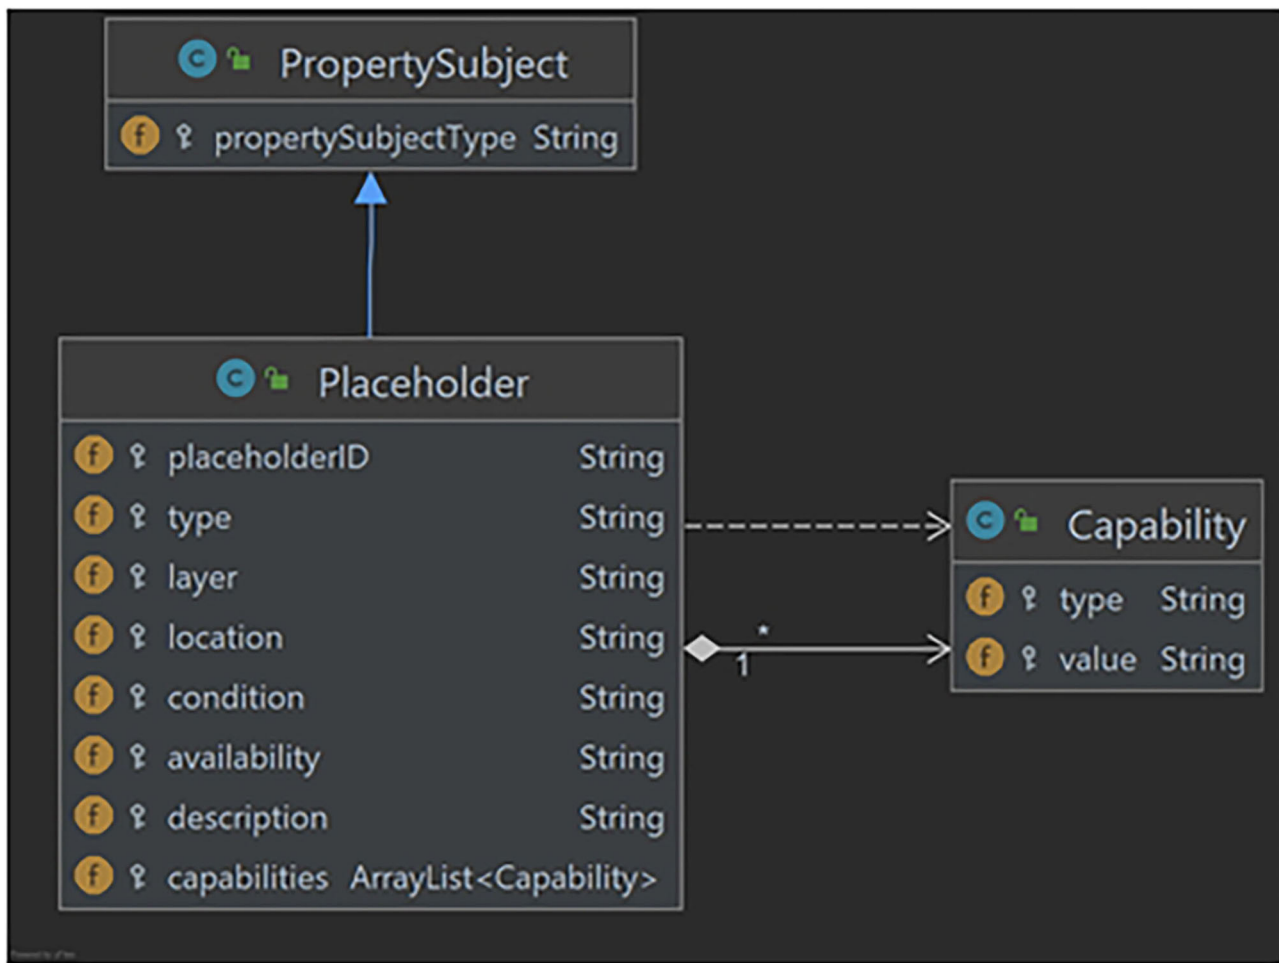 PropertySubject
propertySubjectType String
Placeholder
placeholderID String
type String
layer String
location String
condition String
availability String
description String
capabilities ArrayList<Capability>
*
1
Capability
type String
value String